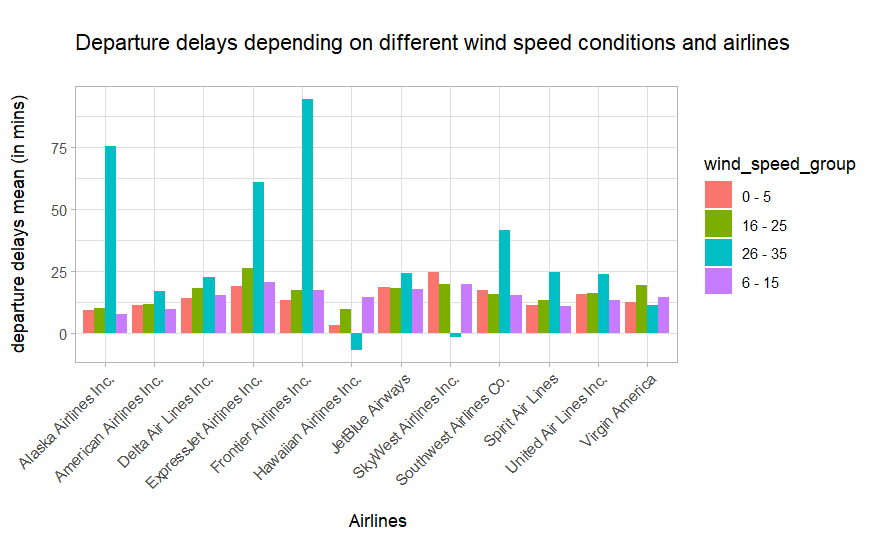 Departure delays depending on different wind speed conditions and airlines
departure delays mean (in mins)
75
50
25
0
Alaska Airlines Inc.
American Airlines Inc.
Delta Air Lines Inc.
ExpressJet Airlines Inc.
Frontier Airlines Inc.
Hawaiian Airlines Inc.
JetBlue Airways
SkyWest Airlines Inc.
Southwest Airlines Co.
Spirit Air Lines
United Air Lines Inc.
Virgin America
Airlines
wind_speed_group
0 - 5
16 - 25
26 - 35
6 - 15